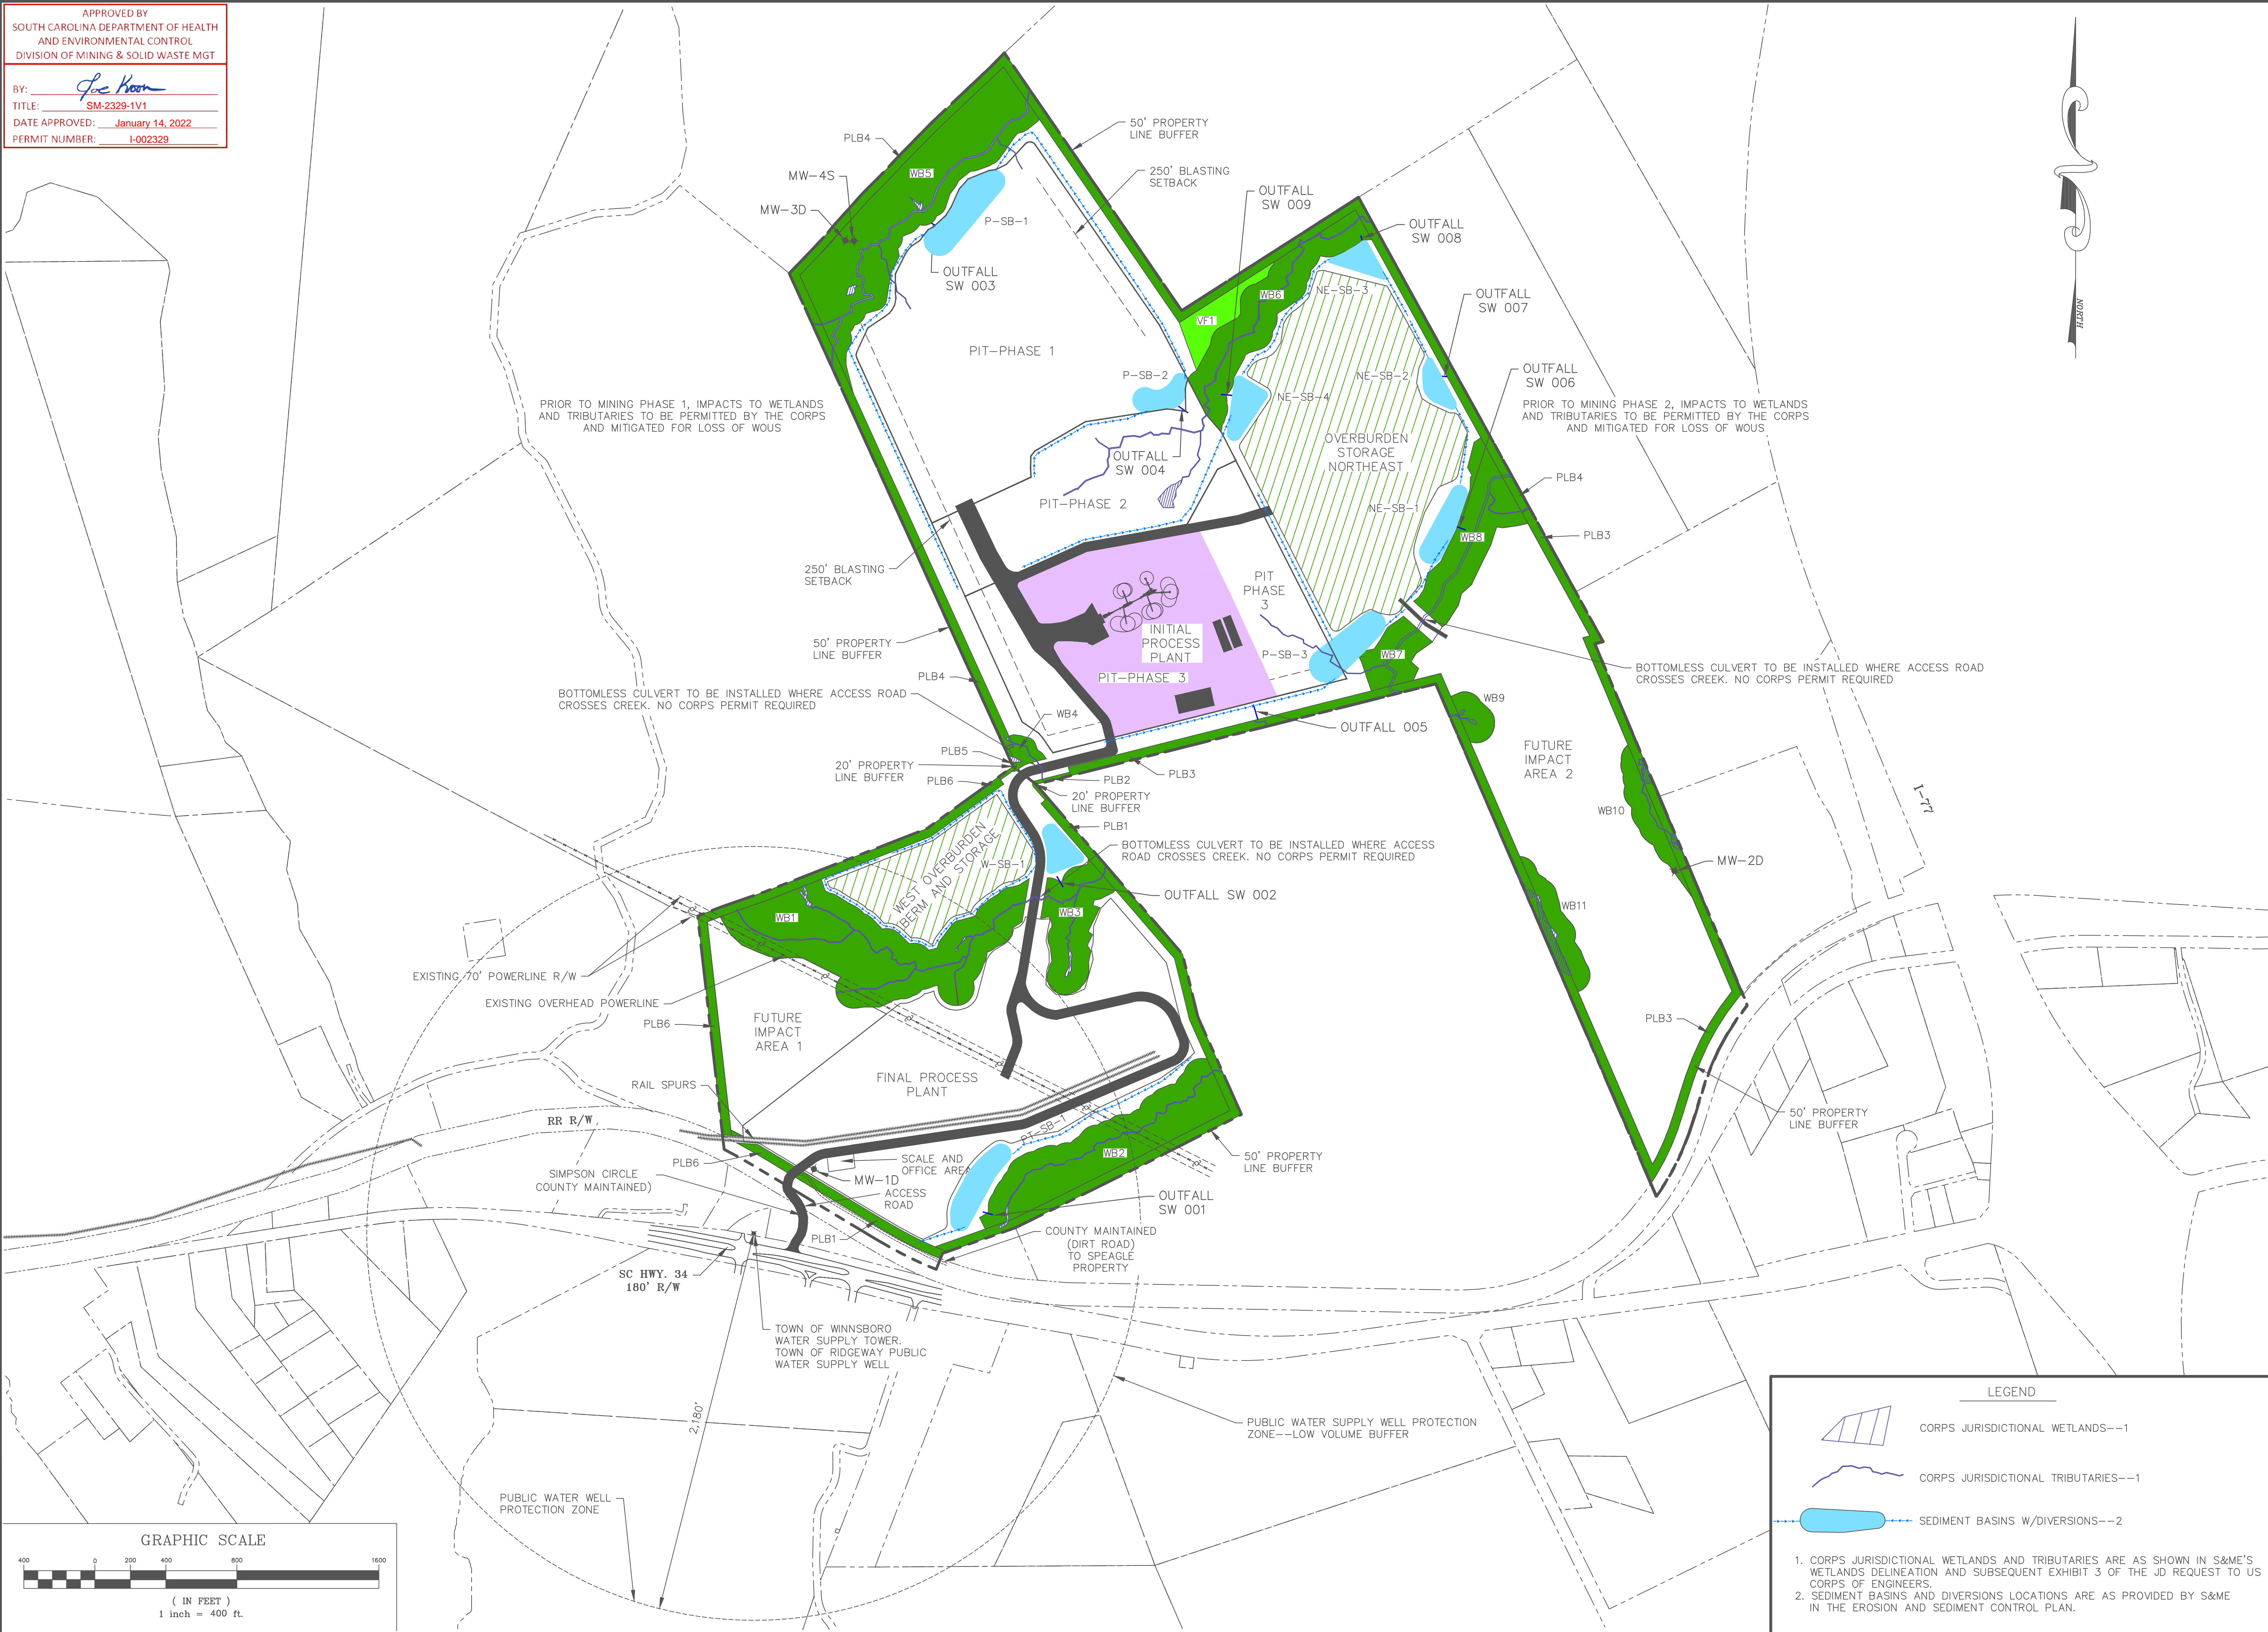 APPROVED BY
SOUTH CAROLINA DEPARTMENT OF HEALTH
AND ENVIRONMENTAL CONTROL
DIVISION OF MINING & SOLID WASTE MGT
BY: Joe Koon
TITLE: SM-2329-1V1
DATE APPROVED: January 14, 2022
PERMIT NUMBER: I-002329
NORTH
50' PROPERTY
LINE BUFFER
PLB4
250' BLASTING
SETBACK
MW-4S
WB5
MW-3D
P-SB-1
OUTFALL
SW 009
OUTFALL
SW 008
OUTFALL
SW 003
WB6
NE-SB-3
OUTFALL
SW 007
VF1
PIT-PHASE 1
P-SB-2
NE-SB-2
OUTFALL
SW 006
NE-SB-4
PRIOR TO MINING PHASE 1, IMPACTS TO WETLANDS
AND TRIBUTARIES TO BE PERMITTED BY THE CORPS
AND MITIGATED FOR LOSS OF WOUS
PRIOR TO MINING PHASE 2, IMPACTS TO WETLANDS
AND TRIBUTARIES TO BE PERMITTED BY THE CORPS
AND MITIGATED FOR LOSS OF WOUS
OVERBURDEN
STORAGE
NORTHEAST
OUTFALL
SW 004
PLB4
PIT-PHASE 2
NE-SB-1
WB8
PLB3
250' BLASTING
SETBACK
PIT
PHASE
3
INITIAL
PROCESS
PLANT
50' PROPERTY
LINE BUFFER
P-SB-3
WB7
BOTTOMLESS CULVERT TO BE INSTALLED WHERE ACCESS ROAD
CROSSES CREEK. NO CORPS PERMIT REQUIRED
PLB4
PIT-PHASE 3
BOTTOMLESS CULVERT TO BE INSTALLED WHERE ACCESS ROAD
CROSSES CREEK. NO CORPS PERMIT REQUIRED
WB9
WB4
OUTFALL 005
PLB5
20' PROPERTY
LINE BUFFER
PLB6
PLB2
PLB3
FUTURE
IMPACT
AREA 2
20' PROPERTY
LINE BUFFER
I-77
WB10
PLB1
BOTTOMLESS CULVERT TO BE INSTALLED WHERE ACCESS
ROAD CROSSES CREEK. NO CORPS PERMIT REQUIRED
W-SB-1
WEST OVERBURDEN
BERM AND STORAGE
MW-2D
OUTFALL SW 002
WB1
WB3
WB11
EXISTING 70' POWERLINE R/W
EXISTING OVERHEAD POWERLINE
PLB6
FUTURE
IMPACT
AREA 1
PLB3
FINAL PROCESS
PLANT
RAIL SPURS
RR R/W
PT-SB-1
50' PROPERTY
LINE BUFFER
PLB6
SCALE AND
OFFICE AREA
WB2
50' PROPERTY
LINE BUFFER
SIMPSON CIRCLE
COUNTY MAINTAINED)
MW-1D
ACCESS
ROAD
OUTFALL
SW 001
PLB1
COUNTY MAINTAINED
(DIRT ROAD)
TO SPEAGLE
PROPERTY
SC HWY. 34
180' R/W
TOWN OF WINNSBORO
WATER SUPPLY TOWER.
TOWN OF RIDGEWAY PUBLIC
WATER SUPPLY WELL
2,180'
PUBLIC WATER SUPPLY WELL PROTECTION
ZONE--LOW VOLUME BUFFER
PUBLIC WATER WELL
PROTECTION ZONE
GRAPHIC SCALE
400 0 200 400 800 1600
( IN FEET )
1 inch = 400 ft.
LEGEND
CORPS JURISDICTIONAL WETLANDS--1
CORPS JURISDICTIONAL TRIBUTARIES--1
SEDIMENT BASINS W/DIVERSIONS--2
1. CORPS JURISDICTIONAL WETLANDS AND TRIBUTARIES ARE AS SHOWN IN S&ME'S
WETLANDS DELINEATION AND SUBSEQUENT EXHIBIT 3 OF THE JD REQUEST TO US
CORPS OF ENGINEERS.
2. SEDIMENT BASINS AND DIVERSIONS LOCATIONS ARE AS PROVIDED BY S&ME
IN THE EROSION AND SEDIMENT CONTROL PLAN.